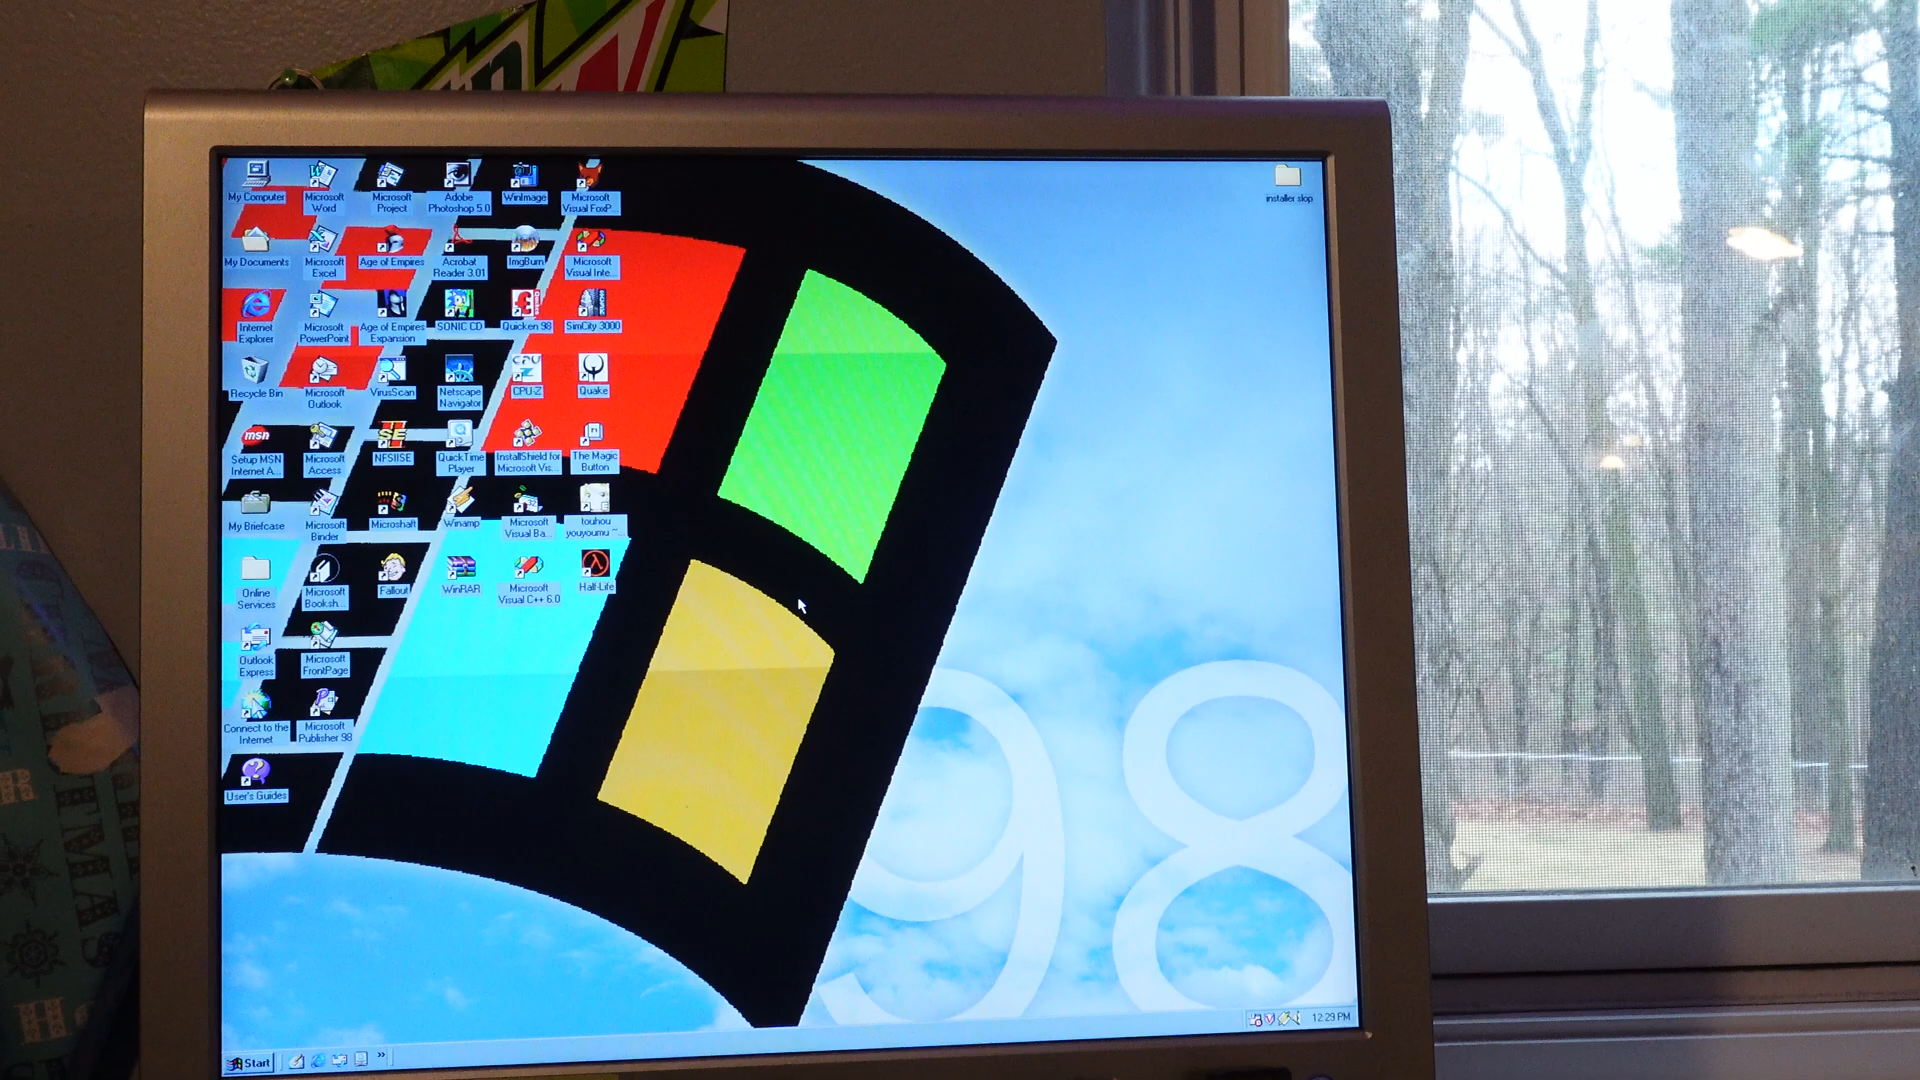 My Computer
Microsoft
Word
Microsoft
Project
Adobe
Photoshop 5.0
WinImage
Microsoft
Visual FoxP...
installer slop
My Documents
Microsoft
Excel
Age of Empires
Acrobat
Reader 3.01
ImgBurn
Microsoft
Visual Inte...
Internet
Explorer
Microsoft
PowerPoint
Age of Empires
Expansion
SONIC CD
Quicken 98
SimCity 3000
Recycle Bin
Microsoft
Outlook
VirusScan
Netscape
Navigator
CPU-Z
Quake
msn
Setup MSN
Internet A...
Microsoft
Access
SE
NFSIISE
QuickTime
Player
InstallShield for
Microsoft Vis...
The Magic
Button
My Briefcase
Microsoft
Binder
Microshaft
Winamp
Microsoft
Visual Ba...
touhou
youyoumu ~...
Online
Services
Microsoft
Booksh...
Fallout
WinRAR
Microsoft
Visual C++ 6.0
Half-Life
Outlook
Express
Microsoft
FrontPage
Connect to the
Internet
Microsoft
Publisher 98
User's Guides
98
Start
12:29 PM